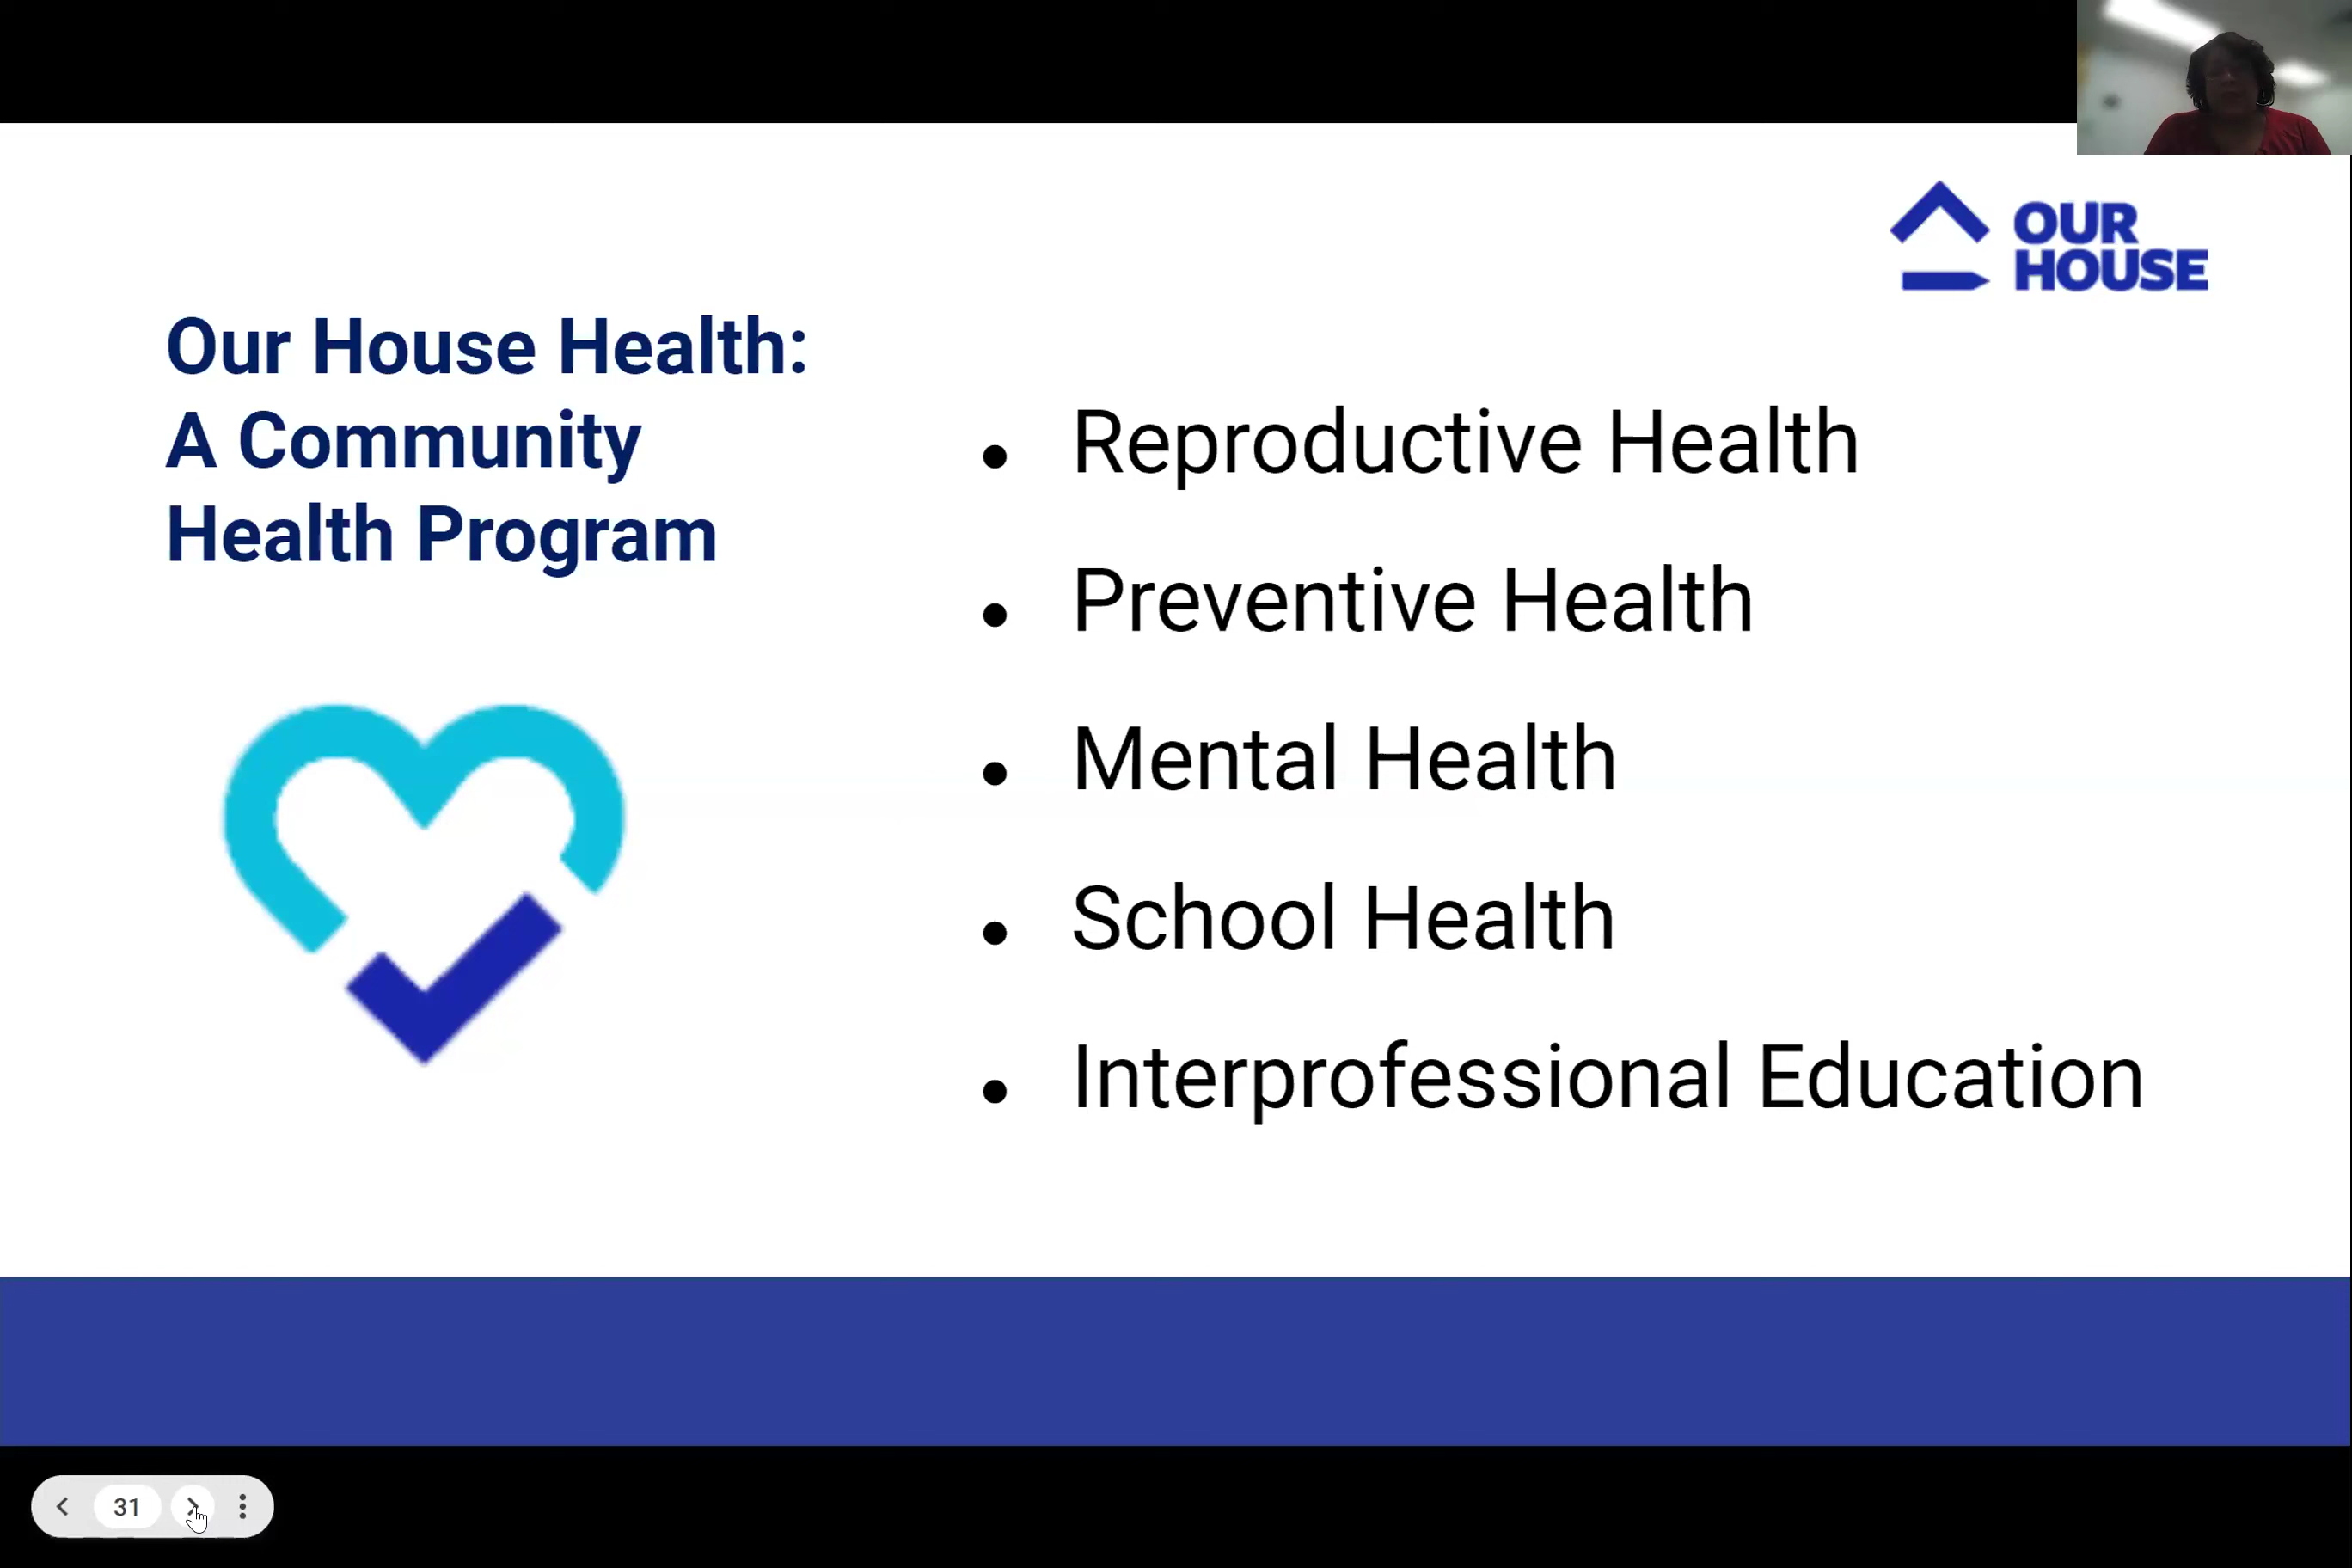 OUR
HOUSE
Our House Health:
A Community
Health Program
• Reproductive Health
• Preventive Health
• Mental Health
• School Health
• Interprofessional Education
31